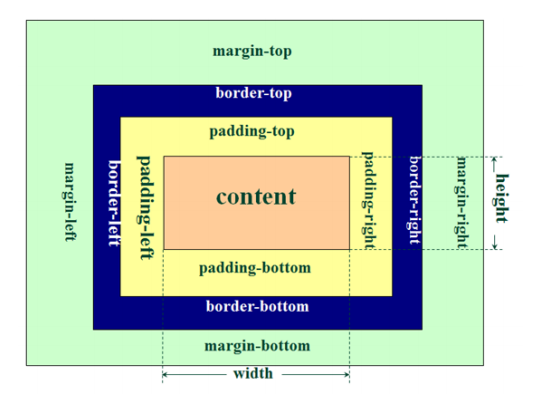 margin-top
border-top
padding-top
margin-left
border-left
padding-left
content
padding-right
border-right
margin-right
height
padding-bottom
border-bottom
margin-bottom
width